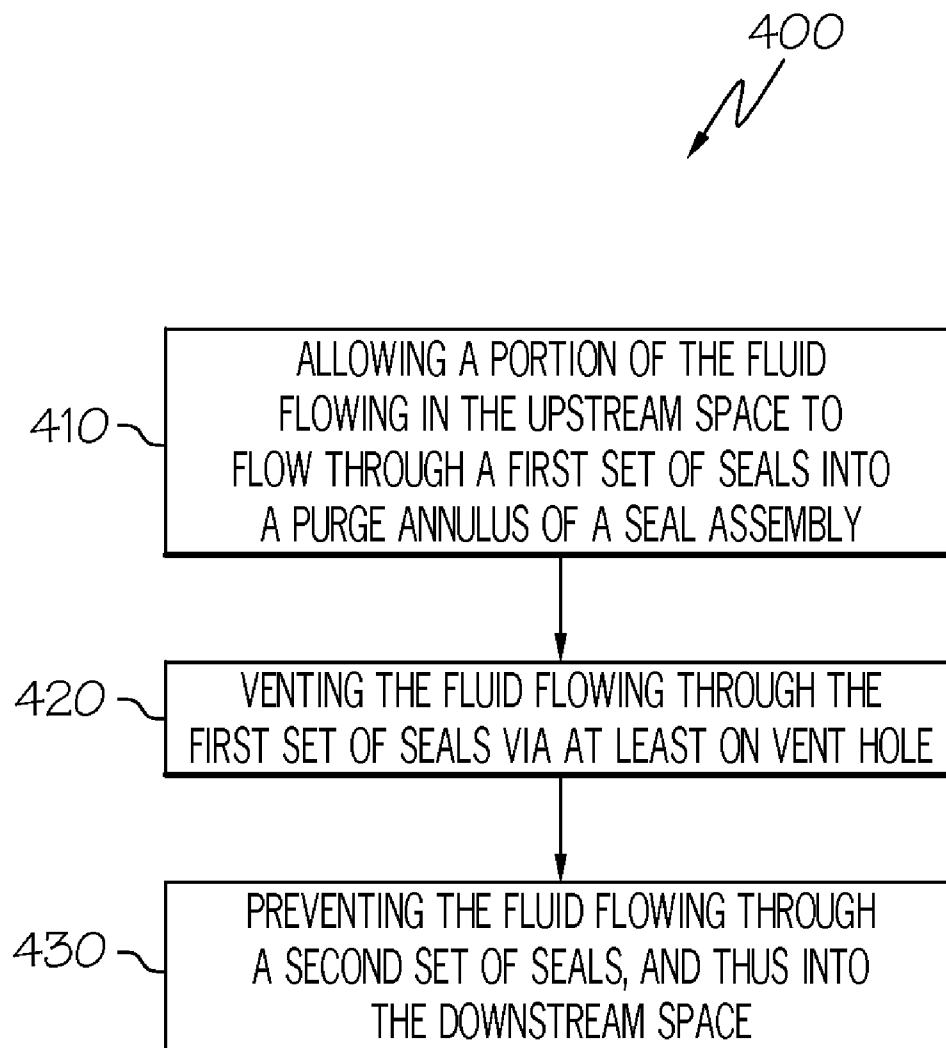 400
410
ALLOWING A PORTION OF THE FLUID
FLOWING IN THE UPSTREAM SPACE TO
FLOW THROUGH A FIRST SET OF SEALS INTO
A PURGE ANNULUS OF A SEAL ASSEMBLY
420
VENTING THE FLUID FLOWING THROUGH THE
FIRST SET OF SEALS VIA AT LEAST ON VENT HOLE
430
PREVENTING THE FLUID FLOWING THROUGH
A SECOND SET OF SEALS, AND THUS INTO
THE DOWNSTREAM SPACE